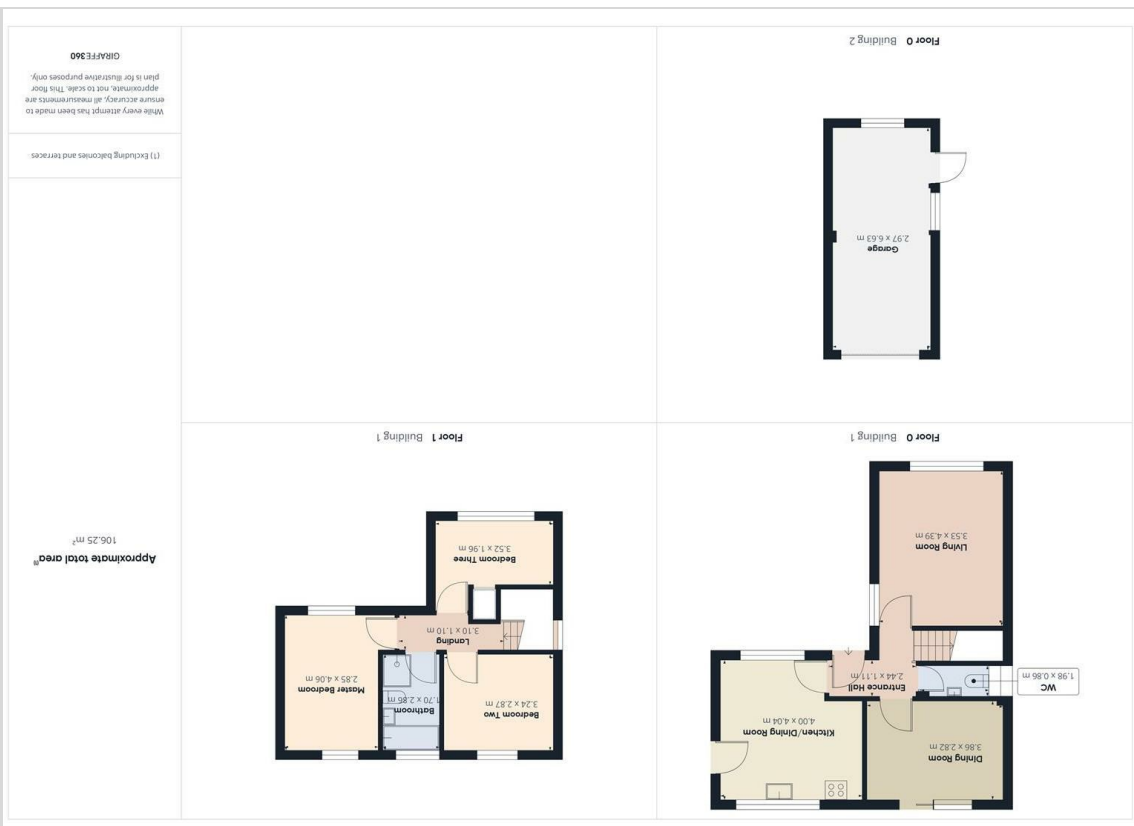 Dining Room
3.86 x 2.82 m
Kitchen/Dining Room
4.00 x 4.04 m
WC
1.98 x 0.86 m
Entrance Hall
2.44 x 1.11 m
Living Room
3.53 x 4.39 m
Floor 0 Building 1
Bedroom Two
3.24 x 2.87 m
Bathroom
1.70 x 2.86 m
Master Bedroom
2.85 x 4.06 m
Landing
3.10 x 1.10 m
Bedroom Three
3.52 x 1.96 m
Floor 1 Building 1
Approximate total area⁽¹⁾
106.25 m²
Garage
2.97 x 6.63 m
Floor 0 Building 2
(1) Excluding balconies and terraces
While every attempt has been made to
ensure accuracy, all measurements are
approximate, not to scale. This floor
plan is for illustrative purposes only.
GIRAFFE360